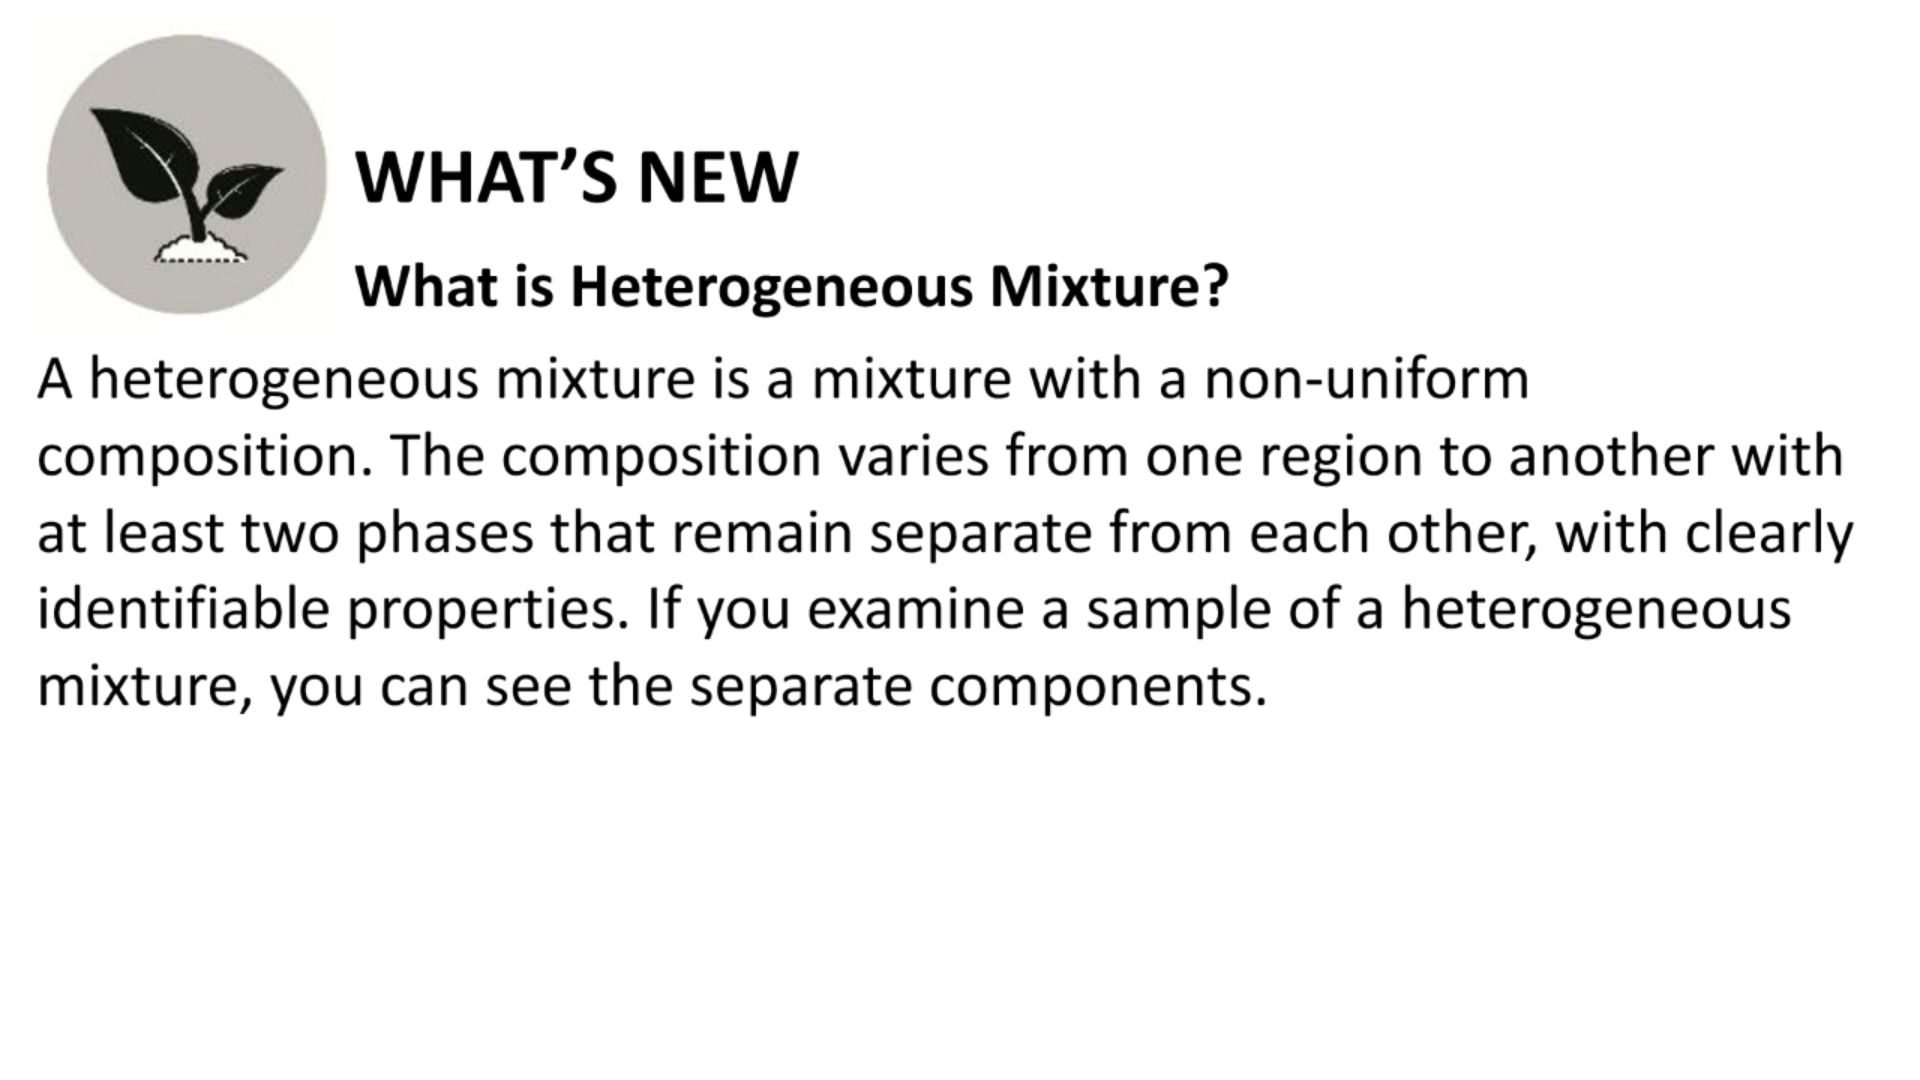 WHAT’S NEW
What is Heterogeneous Mixture?
A heterogeneous mixture is a mixture with a non-uniform
composition. The composition varies from one region to another with
at least two phases that remain separate from each other, with clearly
identifiable properties. If you examine a sample of a heterogeneous
mixture, you can see the separate components.